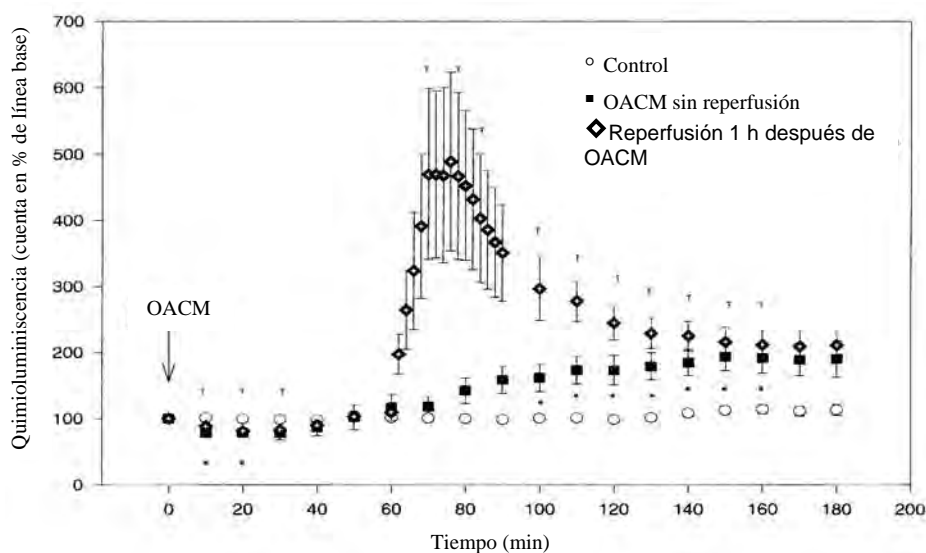 700
600
500
400
300
200
100
0
Quimioluminiscencia (cuenta en % de línea base)
Control
OACM sin reperfusión
Reperfusión 1 h después de
OACM
OACM
0 20 40 60 80 100 120 140 160 180 200
Tiempo (min)